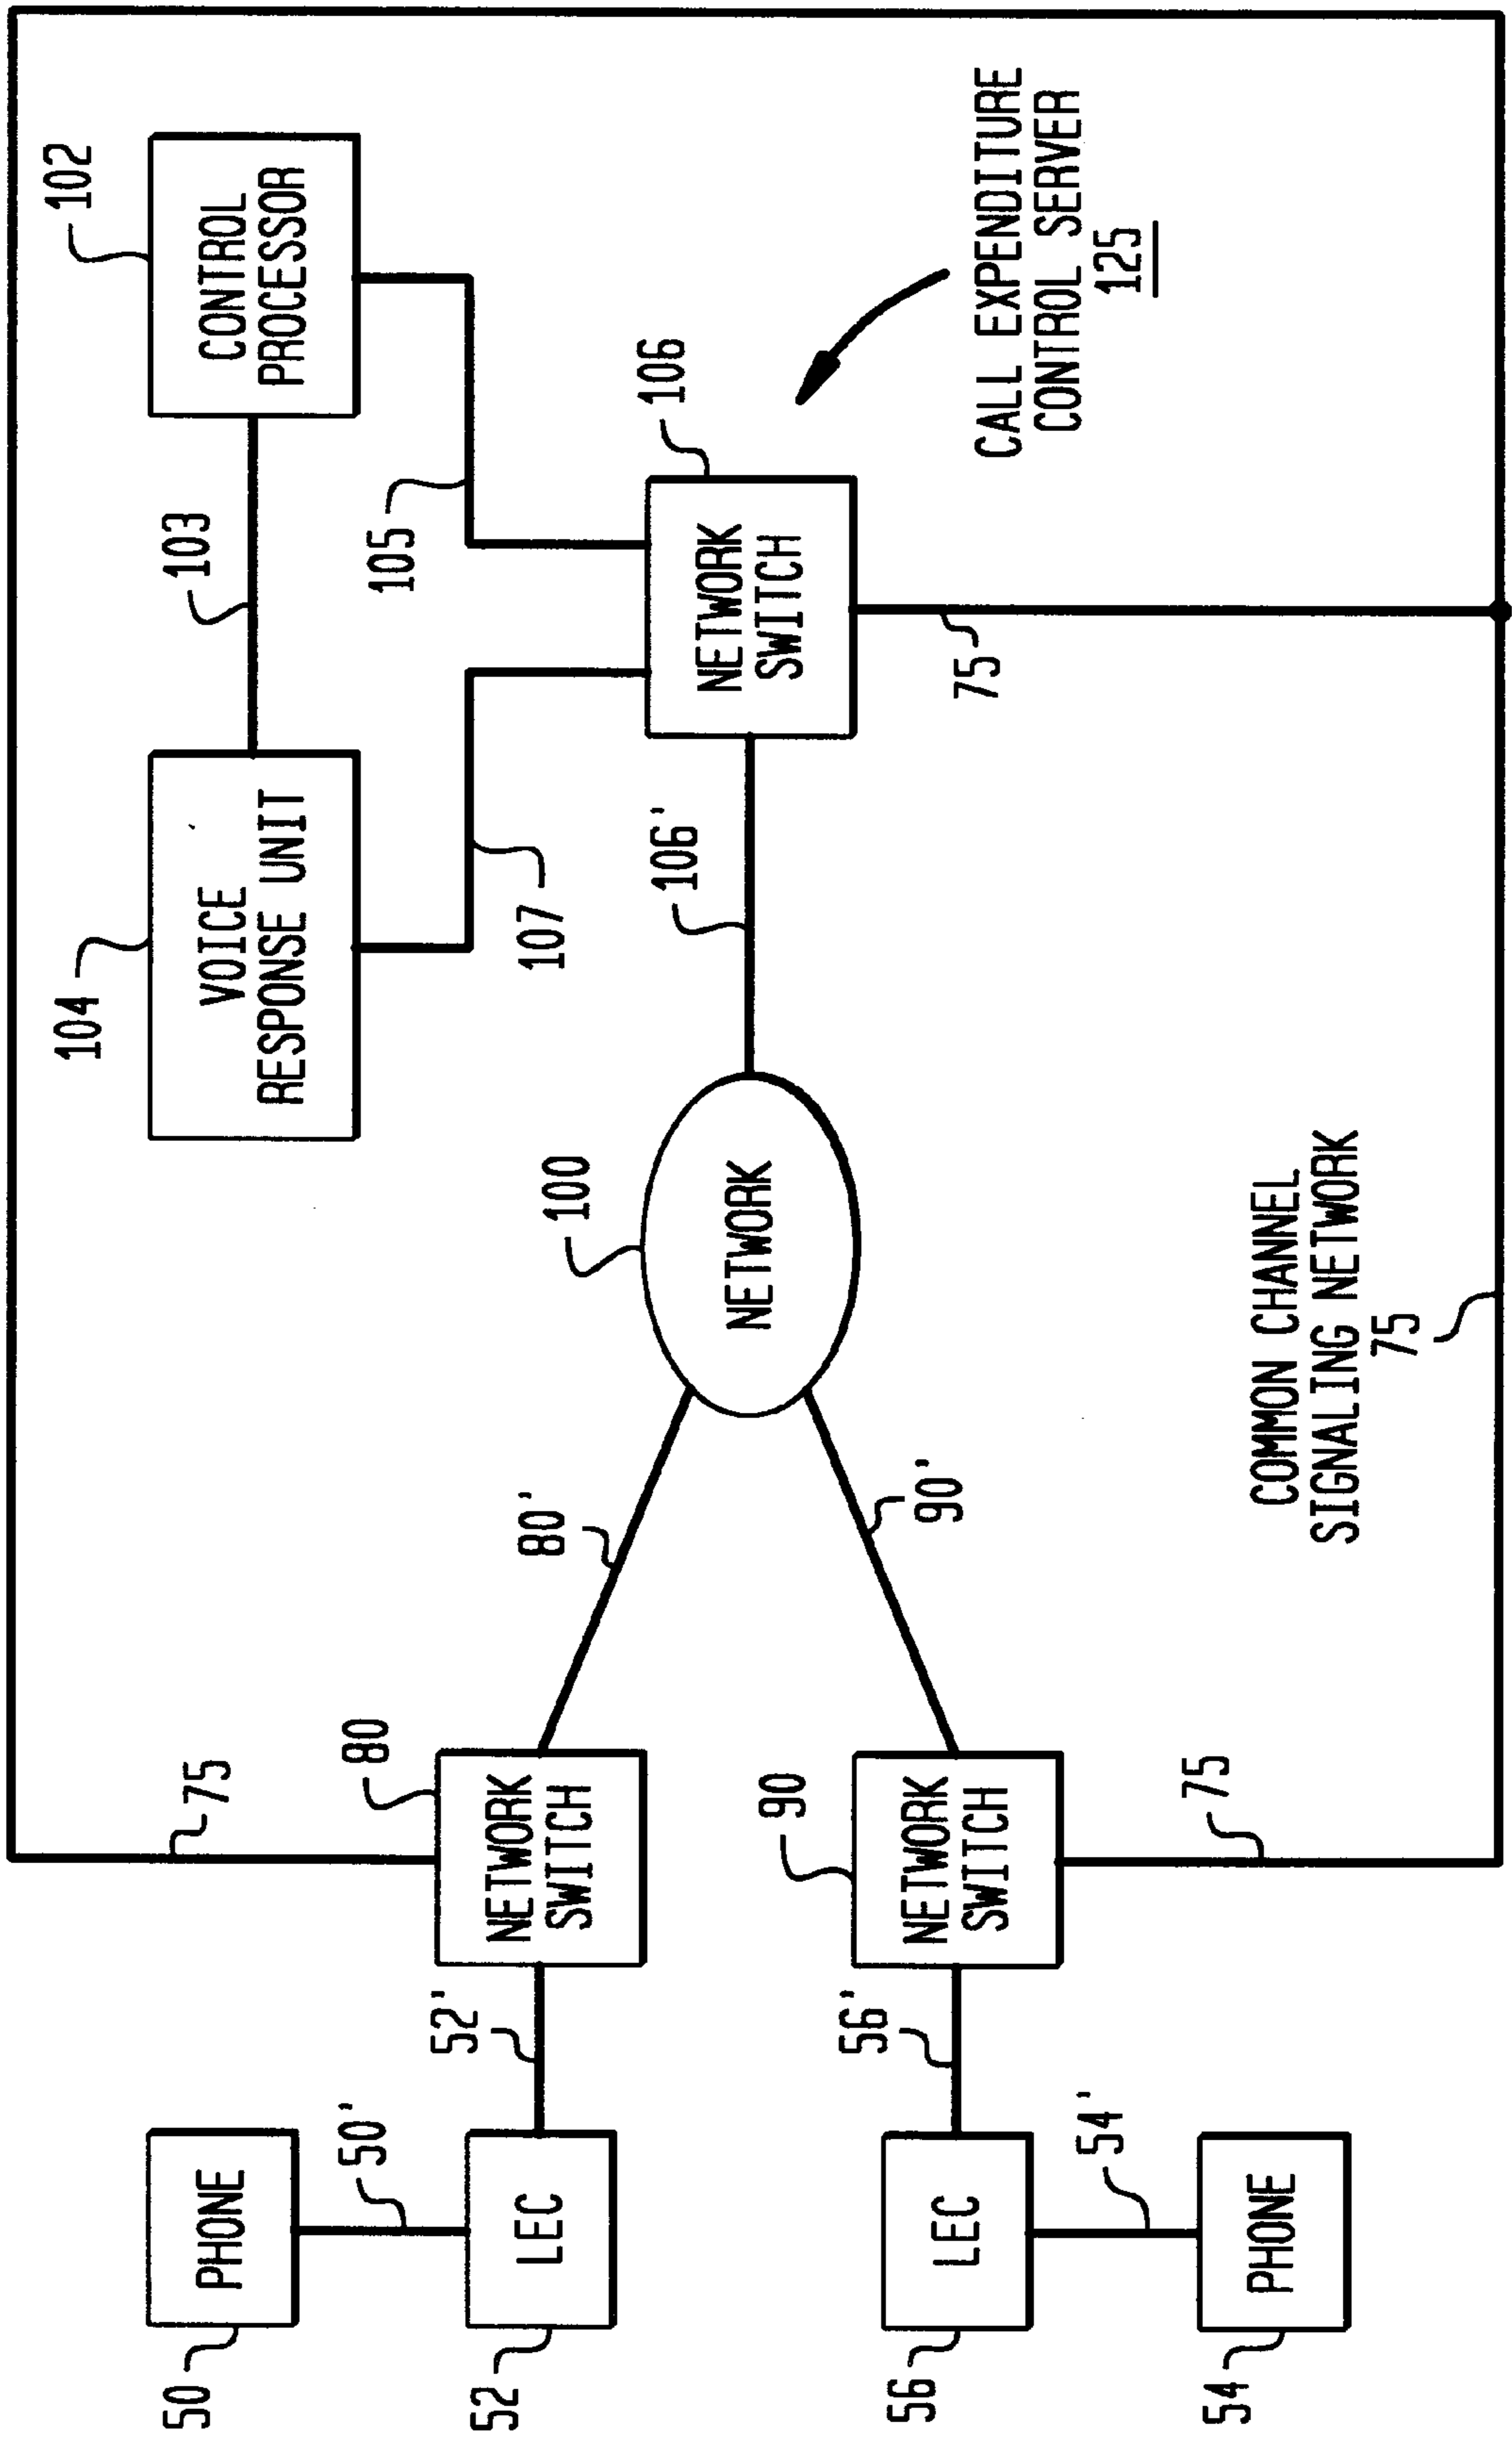 102
CONTROL
PROCESSOR
103
104
VOICE
RESPONSE UNIT
105
107
106
NETWORK
SWITCH
106'
75
CALL EXPENDITURE
CONTROL SERVER
125
100
NETWORK
80'
90'
COMMON CHANNEL
SIGNALING NETWORK
75
75
80
NETWORK
SWITCH
90
NETWORK
SWITCH
75
52'
56'
PHONE
50
50'
LEC
52
LEC
56
54'
PHONE
54